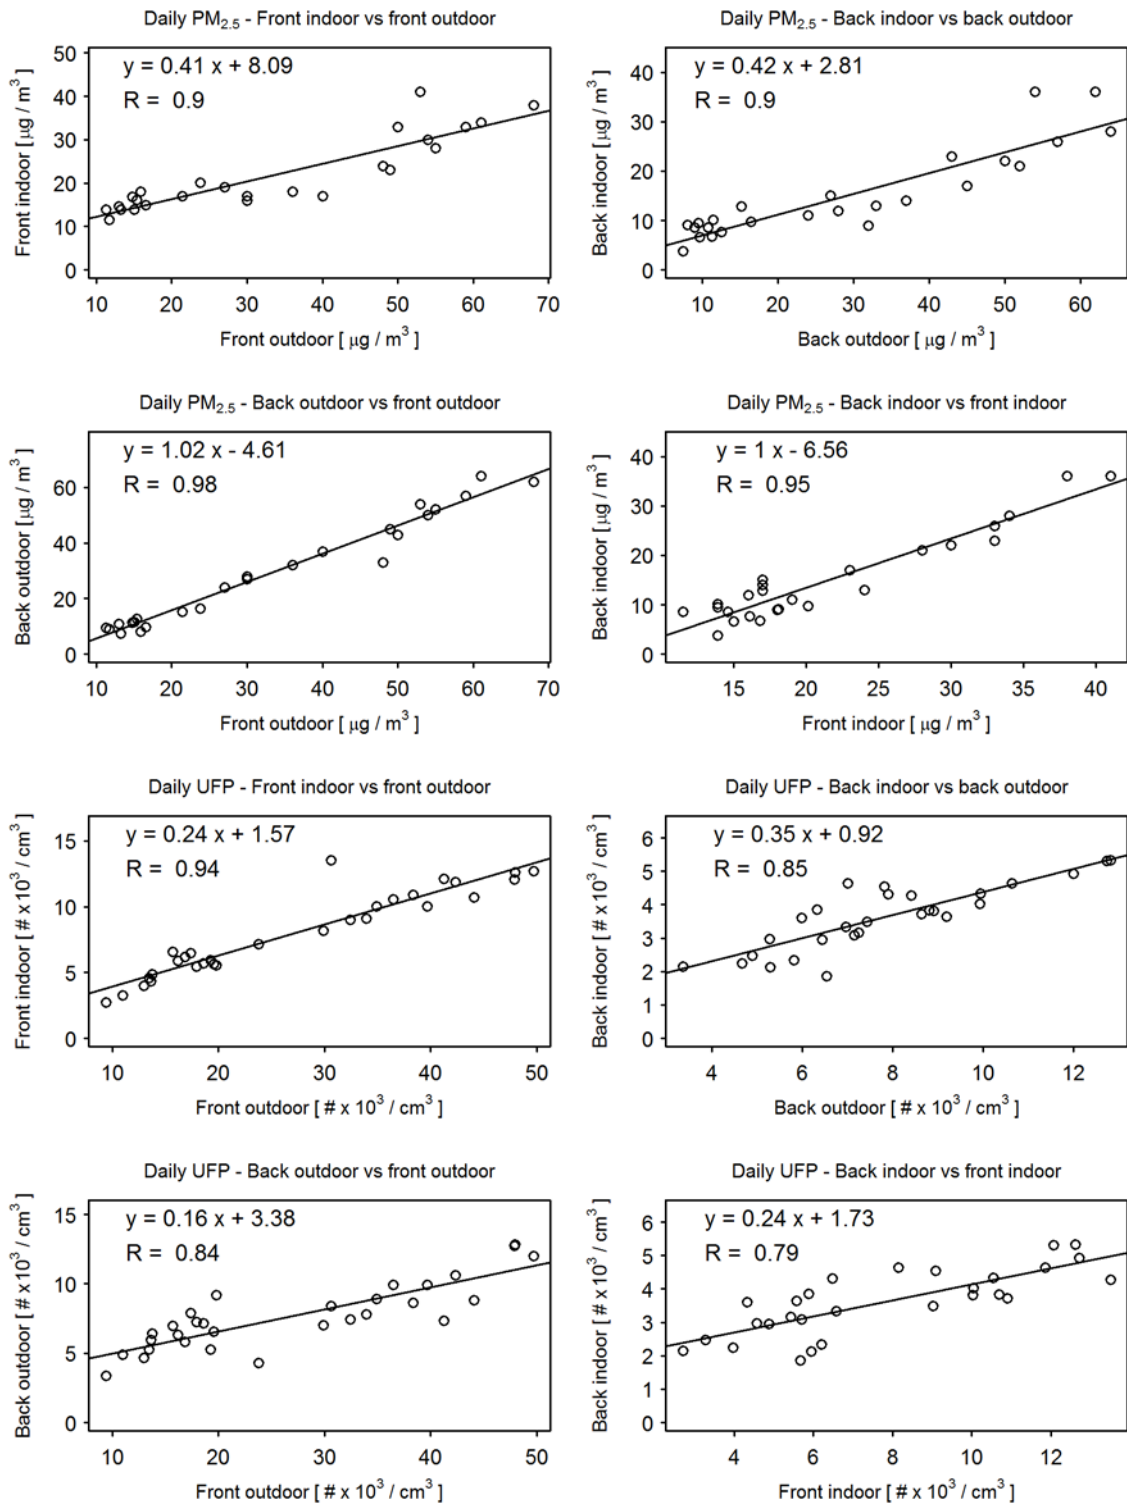 Daily PM2.5 - Front indoor vs front outdoor
y = 0.41 x + 8.09
R = 0.9
Front indoor [ μg / m3 ]
50
40
30
20
10
0
10 20 30 40 50 60 70
Front outdoor [ μg / m3 ]
Daily PM2.5 - Back indoor vs back outdoor
y = 0.42 x + 2.81
R = 0.9
Back indoor [ μg / m3 ]
40
30
20
10
0
10 20 30 40 50 60
Back outdoor [ μg / m3 ]
Daily PM2.5 - Back outdoor vs front outdoor
y = 1.02 x - 4.61
R = 0.98
Back outdoor [ μg / m3 ]
60
40
20
0
10 20 30 40 50 60 70
Front outdoor [ μg / m3 ]
Daily PM2.5 - Back indoor vs front indoor
y = 1 x - 6.56
R = 0.95
Back indoor [ μg / m3 ]
40
30
20
10
0
15 20 25 30 35 40
Front indoor [ μg / m3 ]
Daily UFP - Front indoor vs front outdoor
y = 0.24 x + 1.57
R = 0.94
Front indoor [ # x 103 / cm3 ]
15
10
5
0
10 20 30 40 50
Front outdoor [ # x 103 / cm3 ]
Daily UFP - Back indoor vs back outdoor
y = 0.35 x + 0.92
R = 0.85
Back indoor [ # x 103 / cm3 ]
6
5
4
3
2
1
0
4 6 8 10 12
Back outdoor [ # x 103 / cm3 ]
Daily UFP - Back outdoor vs front outdoor
y = 0.16 x + 3.38
R = 0.84
Back outdoor [ # x 103 / cm3 ]
15
10
5
0
10 20 30 40 50
Front outdoor [ # x 103 / cm3 ]
Daily UFP - Back indoor vs front indoor
y = 0.24 x + 1.73
R = 0.79
Back indoor [ # x 103 / cm3 ]
6
5
4
3
2
1
0
4 6 8 10 12
Front indoor [ # x 103 / cm3 ]